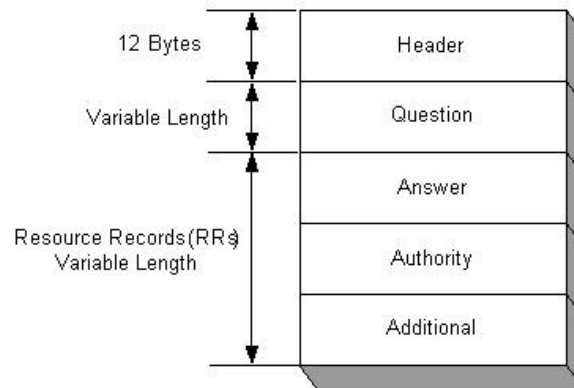 12 Bytes
Header
Variable Length
Question
Answer
Resource Records(RRs)
Variable Length
Authority
Additional